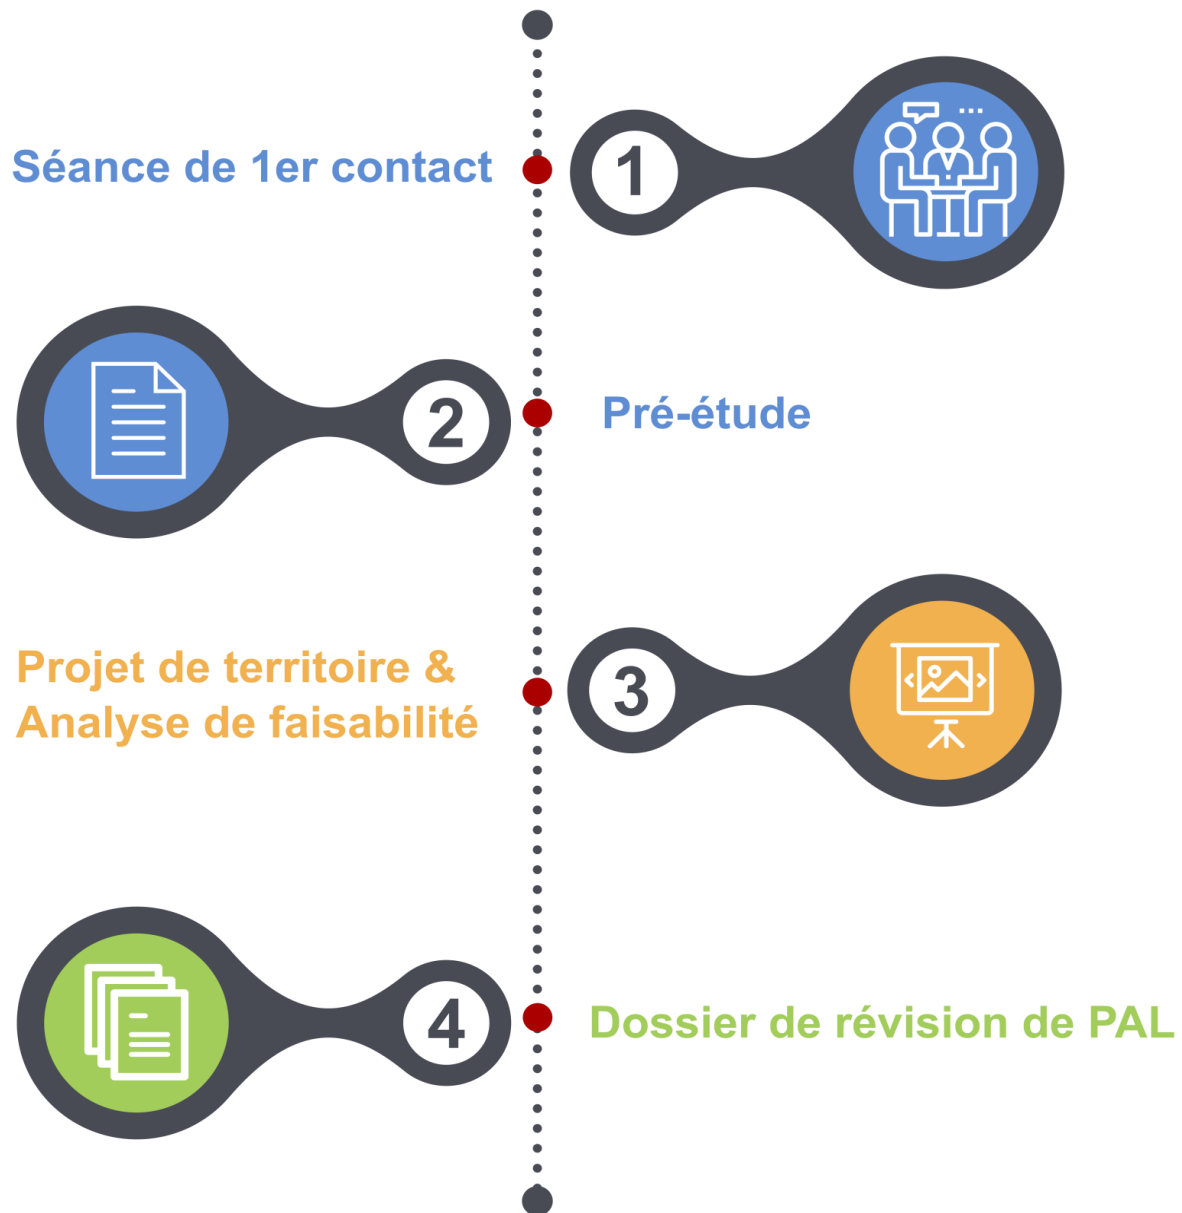 Séance de 1er contact
1
2
Pré-étude
Projet de territoire &
Analyse de faisabilité
3
4
Dossier de révision de PAL